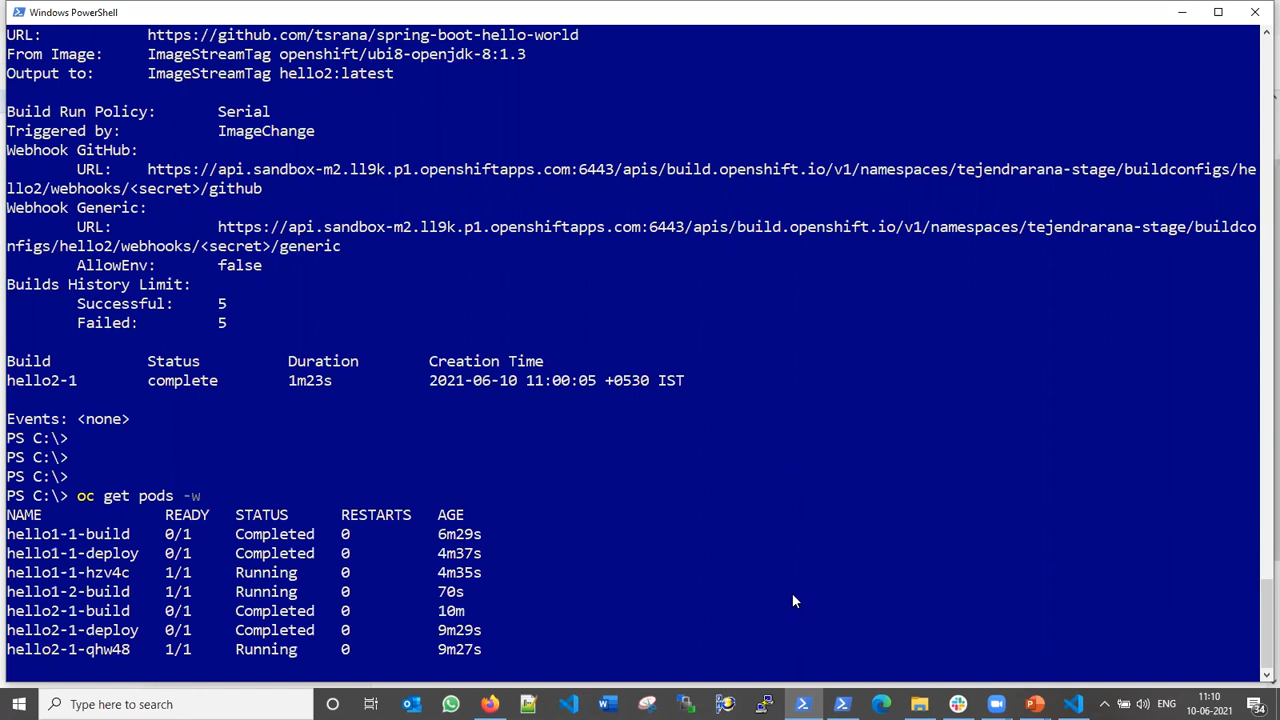 Windows PowerShell
URL: https://github.com/tsrana/spring-boot-hello-world
From Image: ImageStreamTag openshift/ubi8-openjdk-8:1.3
Output to: ImageStreamTag hello2:latest
Build Run Policy: Serial
Triggered by: ImageChange
Webhook GitHub:
URL: https://api.sandbox-m2.ll9k.p1.openshiftapps.com:6443/apis/build.openshift.io/v1/namespaces/tejendrarana-stage/buildconfigs/he
llo2/webhooks/<secret>/github
Webhook Generic:
URL: https://api.sandbox-m2.ll9k.p1.openshiftapps.com:6443/apis/build.openshift.io/v1/namespaces/tejendrarana-stage/buildco
nfigs/hello2/webhooks/<secret>/generic
AllowEnv: false
Builds History Limit:
Successful: 5
Failed: 5
Build Status Duration Creation Time
hello2-1 complete 1m23s 2021-06-10 11:00:05 +0530 IST
Events: <none>
PS C:\>
PS C:\>
PS C:\>
PS C:\> oc get pods -w
NAME READY STATUS RESTARTS AGE
hello1-1-build 0/1 Completed 0 6m29s
hello1-1-deploy 0/1 Completed 0 4m37s
hello1-1-hzv4c 1/1 Running 0 4m35s
hello1-2-build 1/1 Running 0 70s
hello2-1-build 0/1 Completed 0 10m
hello2-1-deploy 0/1 Completed 0 9m29s
hello2-1-qhw48 1/1 Running 0 9m27s
Type here to search
ENG
11:10
10-06-2021
34